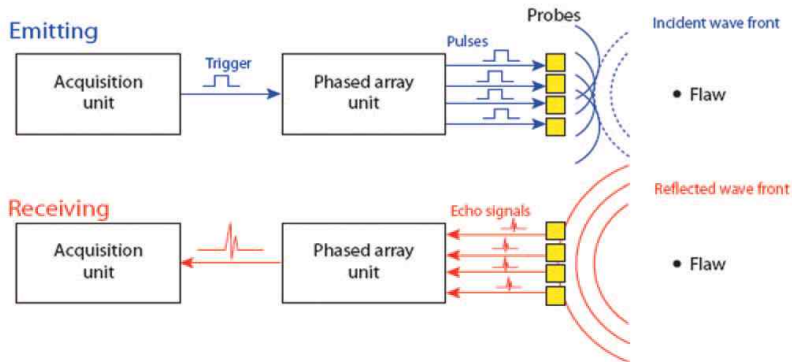 Emitting
Probes
Incident wave front
Pulses
Trigger
Acquisition
unit
Phased array
unit
• Flaw
Receiving
Reflected wave front
Echo signals
Acquisition
unit
Phased array
unit
• Flaw